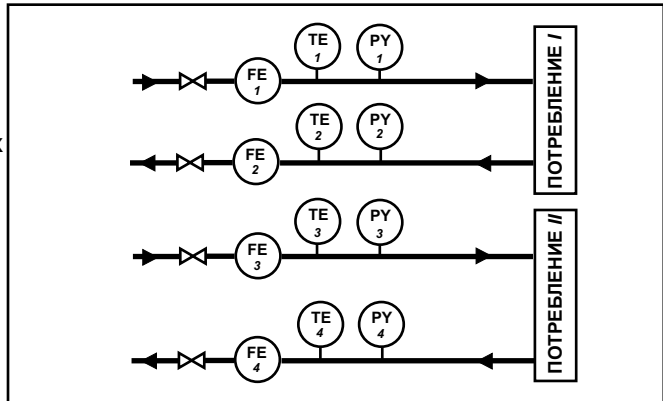 TE 1 PY 1
FE 1
TE 2 PY 2
FE 2
ПОТРЕБЛЕНИЕ I
TE 3 PY 3
FE 3
TE 4 PY 4
FE 4
ПОТРЕБЛЕНИЕ II